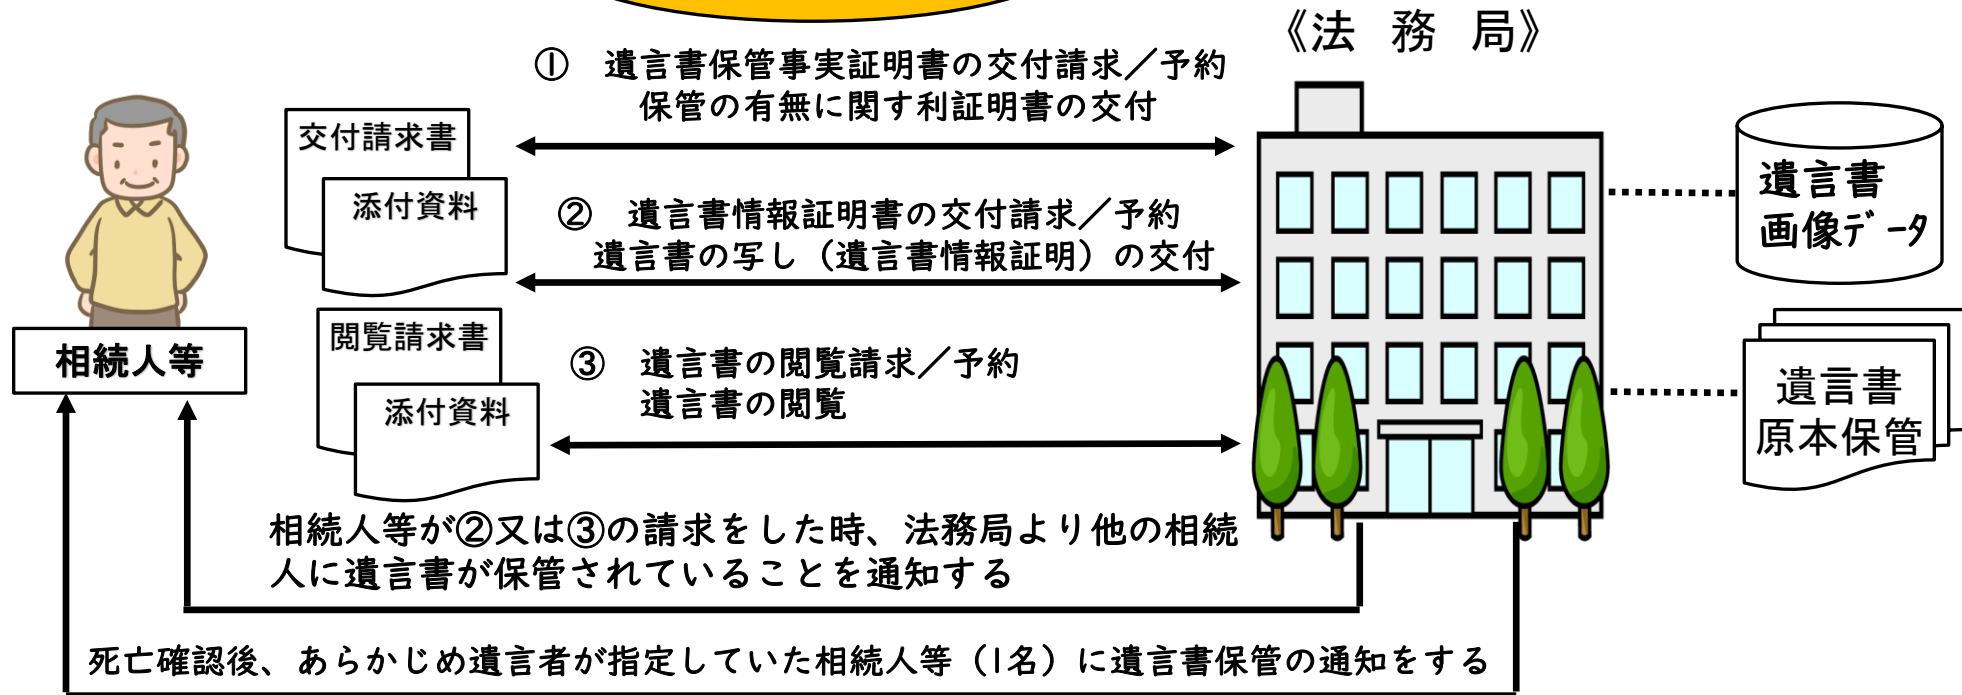 《法 務 局》
① 遺言書保管事実証明書の交付請求／予約
保管の有無に関す利証明書の交付
交付請求書
添付資料
② 遺言書情報証明書の交付請求／予約
遺言書の写し（遺言書情報証明）の交付
遺言書
画像データ
相続人等
閲覧請求書
添付資料
③ 遺言書の閲覧請求／予約
遺言書の閲覧
遺言書
原本保管
相続人等が②又は③の請求をした時、法務局より他の相続
人に遺言書が保管されていることを通知する
死亡確認後、あらかじめ遺言者が指定していた相続人等（1名）に遺言書保管の通知をする